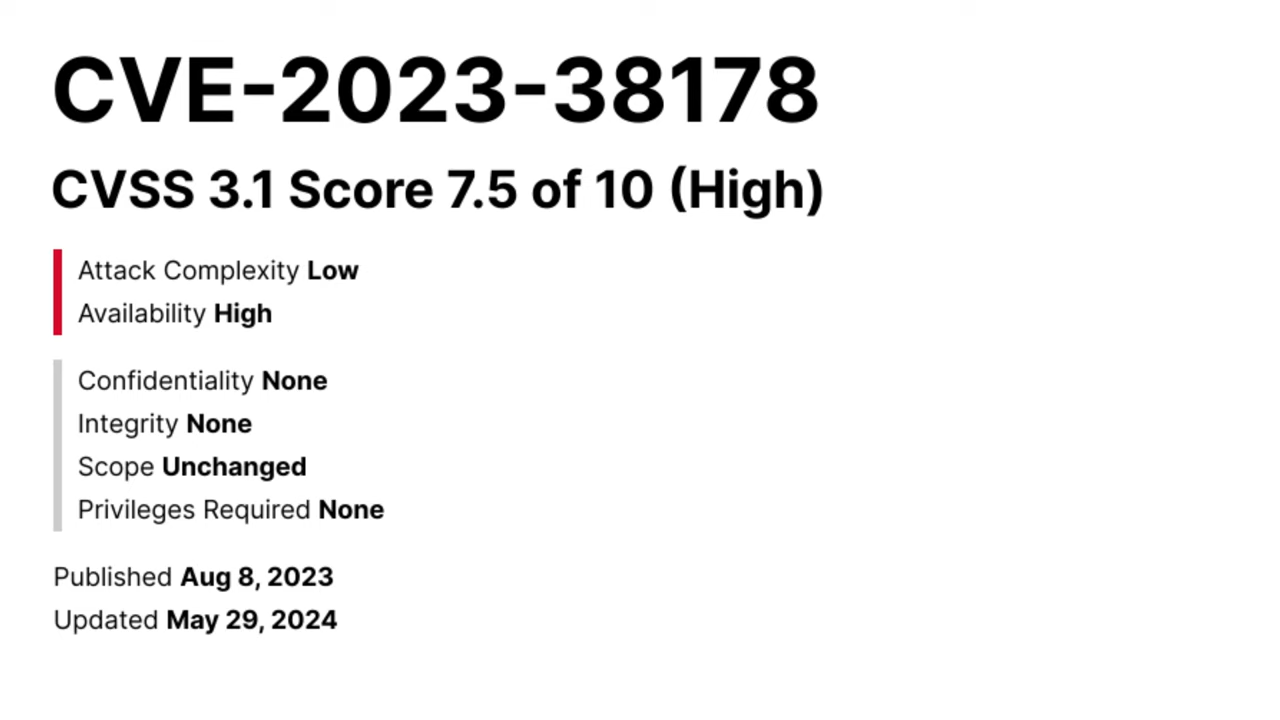 CVE-2023-38178
CVSS 3.1 Score 7.5 of 10 (High)
Attack Complexity Low
Availability High
Confidentiality None
Integrity None
Scope Unchanged
Privileges Required None
Published Aug 8, 2023
Updated May 29, 2024